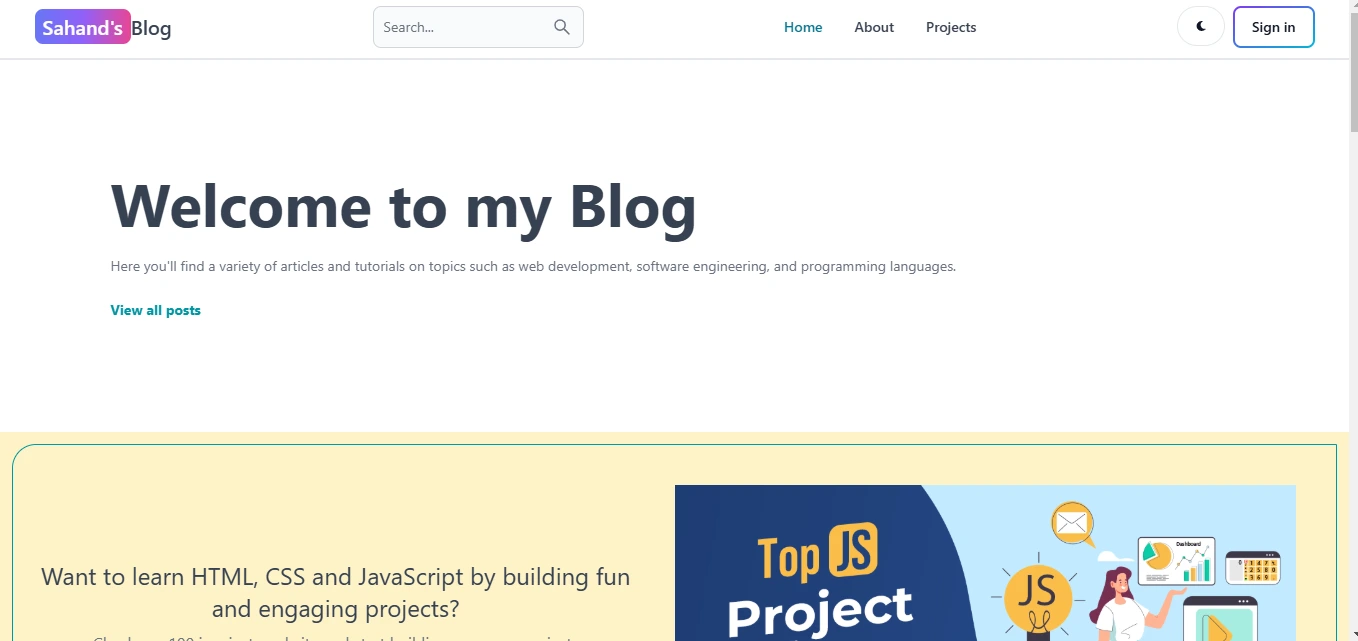 Sahand's Blog
Search...
Home
About
Projects
Sign in
Welcome to my Blog
Here you'll find a variety of articles and tutorials on topics such as web development, software engineering, and programming languages.
View all posts
Want to learn HTML, CSS and JavaScript by building fun
and engaging projects?
Top JS
Project
JS
Dashboard